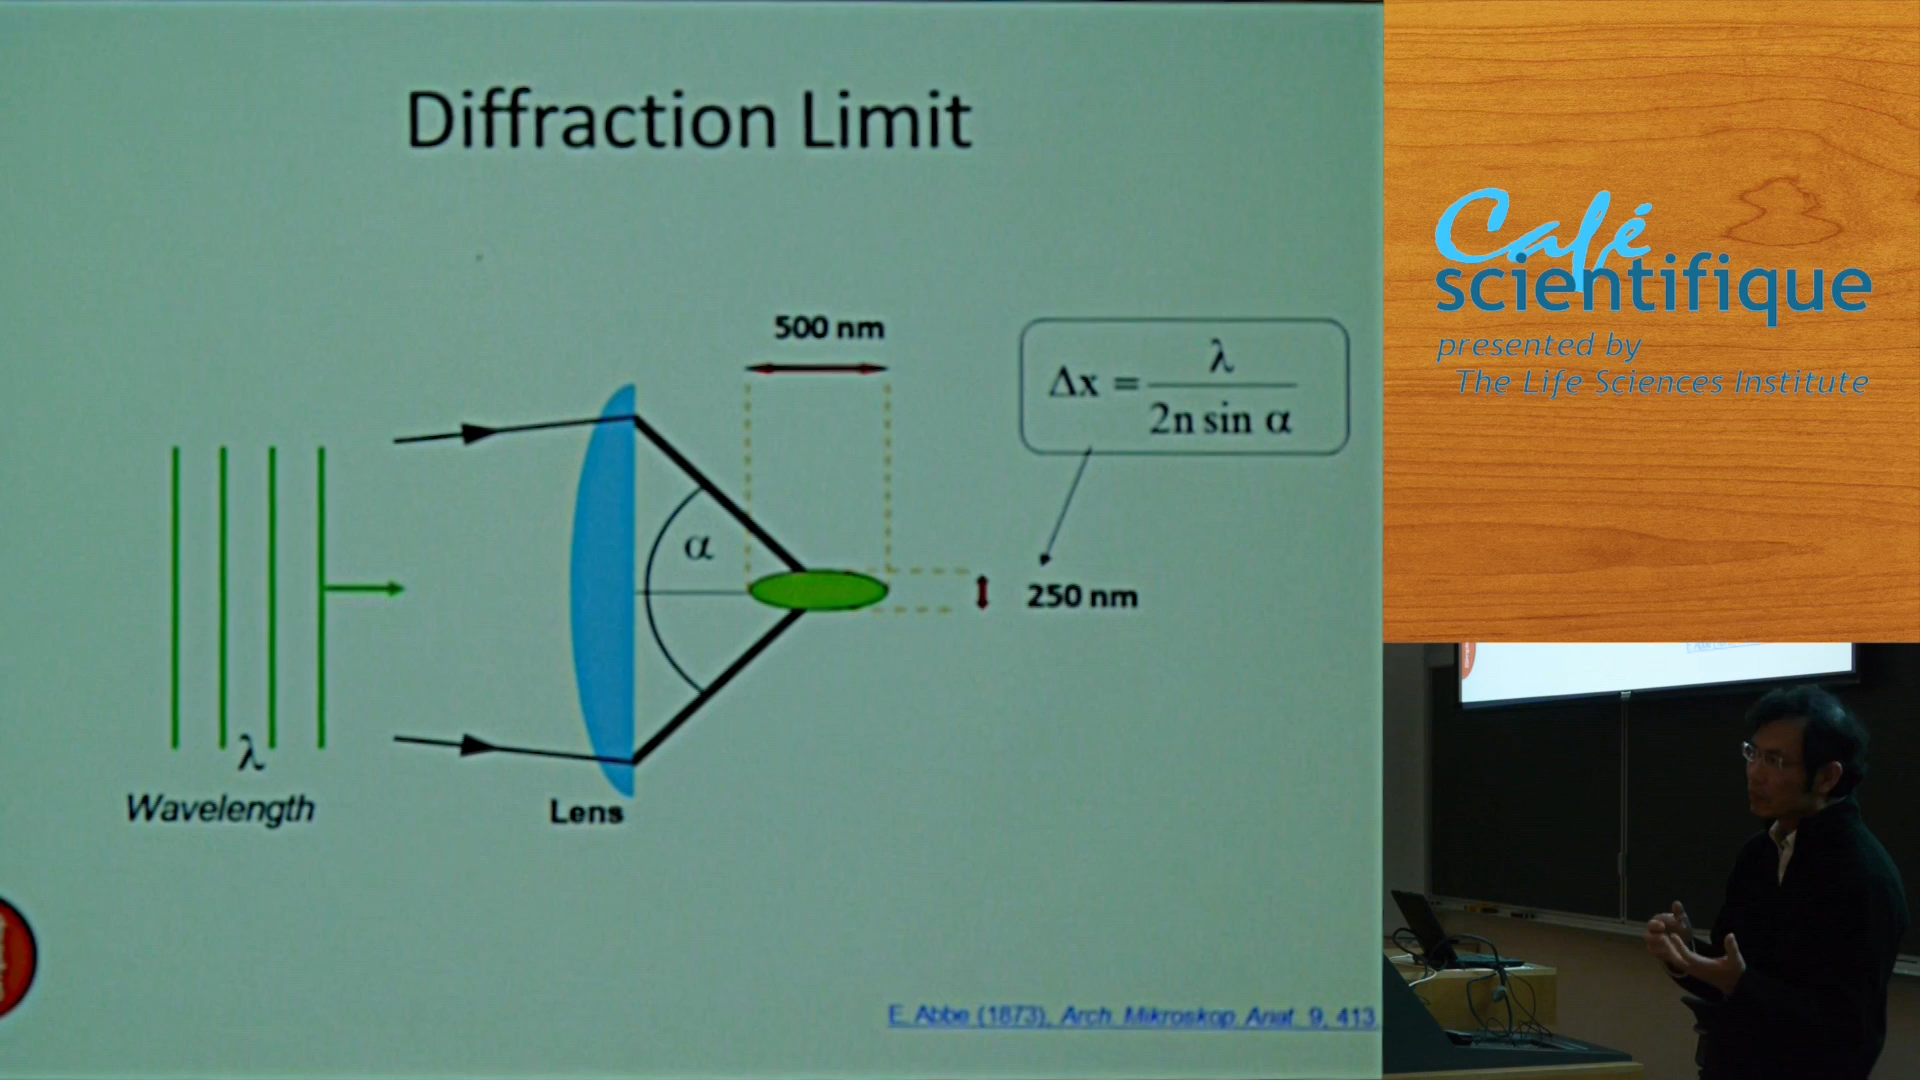 Diffraction Limit
500 nm
Δx = λ / 2n sin α
α
250 nm
λ
Wavelength
Lens
E. Abbe (1873), Arch. Mikroskop. Anat. 9, 413
Café
scientifique
presented by
The Life Sciences Institute